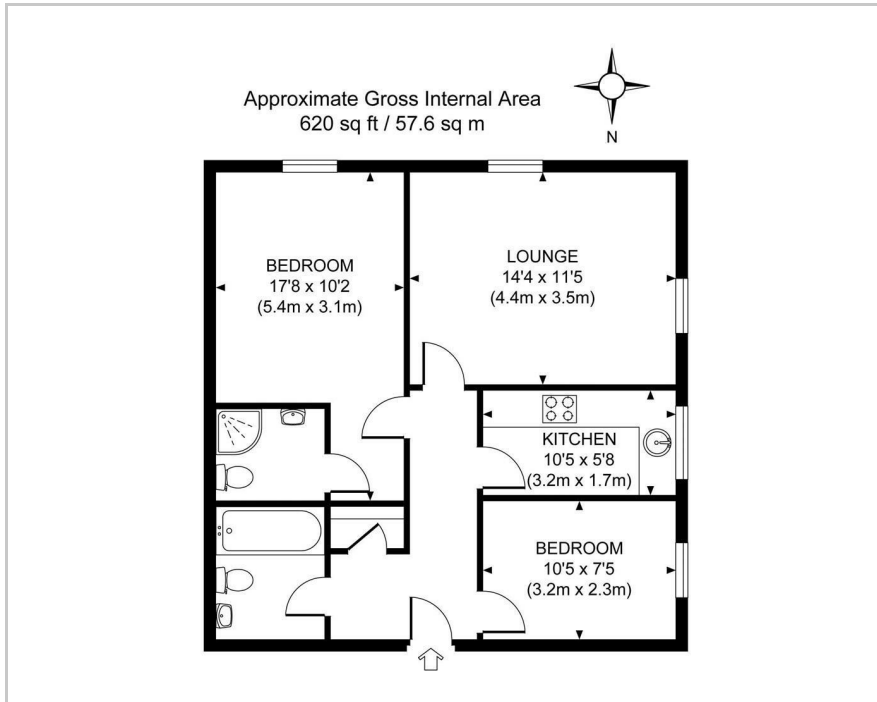 Approximate Gross Internal Area
620 sq ft / 57.6 sq m
N
BEDROOM
17'8 x 10'2
(5.4m x 3.1m)
LOUNGE
14'4 x 11'5
(4.4m x 3.5m)
KITCHEN
10'5 x 5'8
(3.2m x 1.7m)
BEDROOM
10'5 x 7'5
(3.2m x 2.3m)